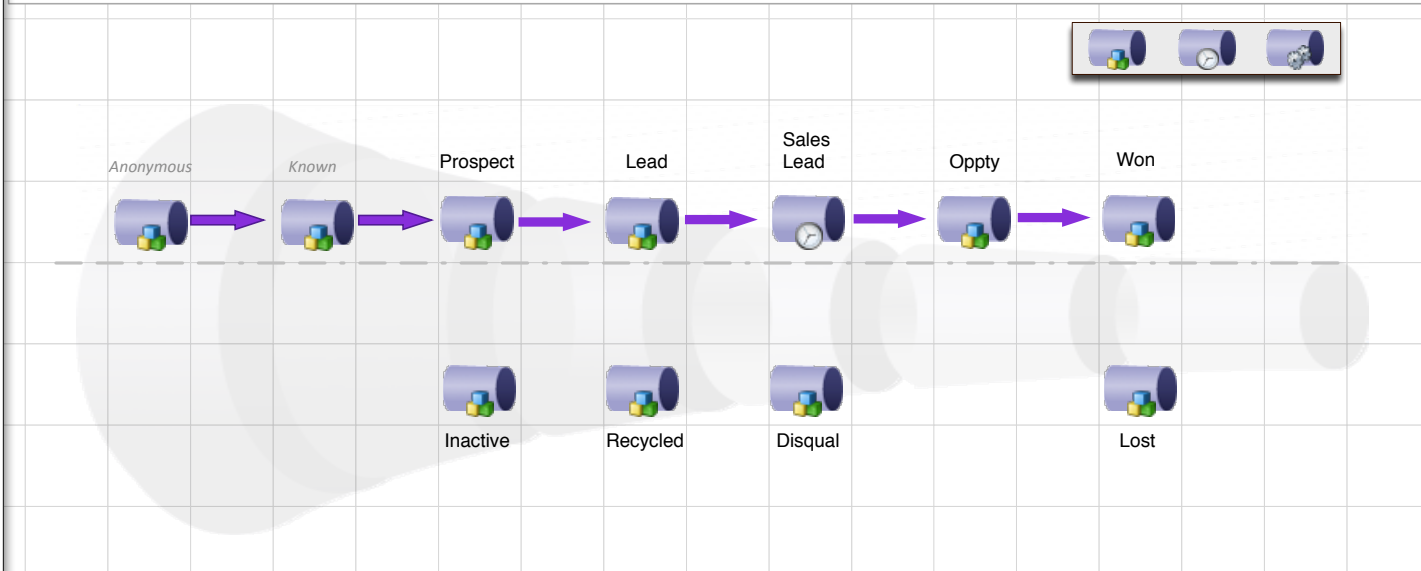 Anonymous
Known
Prospect
Lead
Sales
Lead
Oppty
Won
Inactive
Recycled
Disqual
Lost